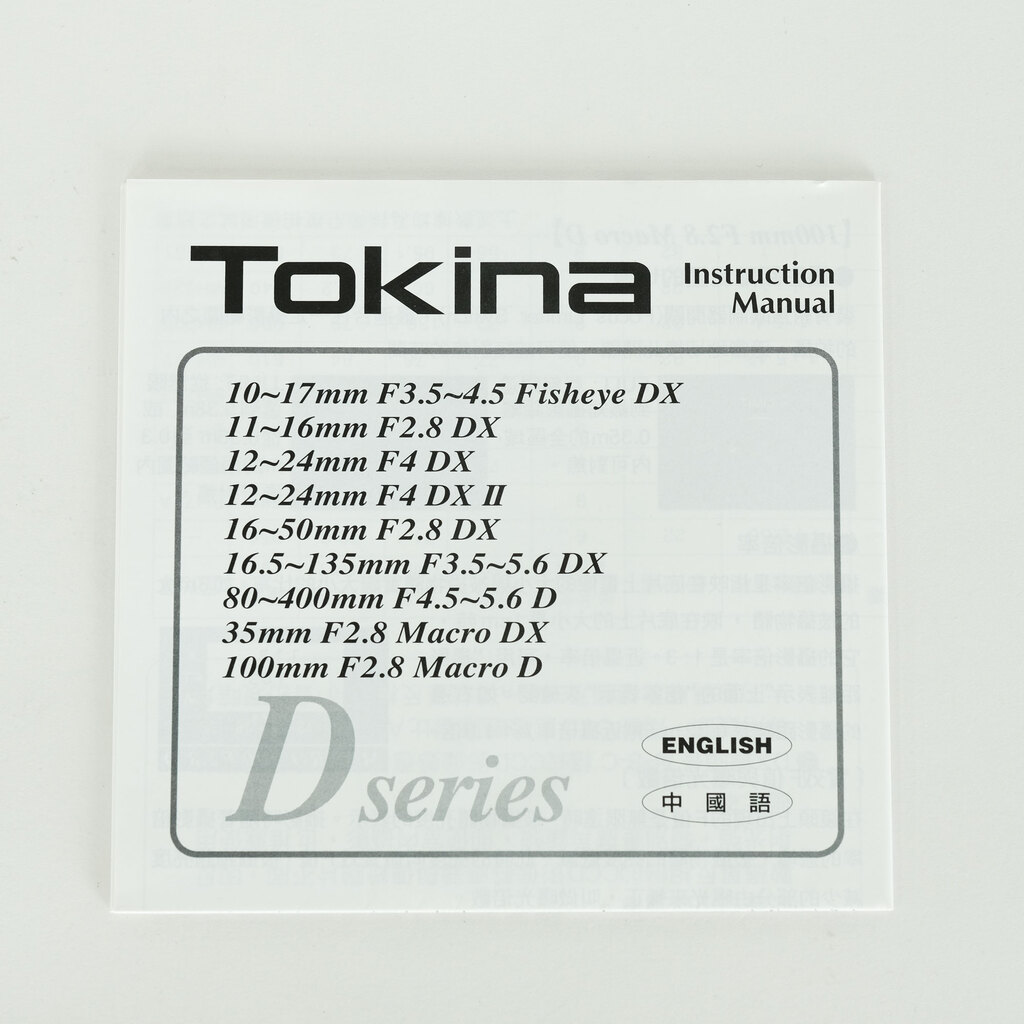 Tokina
Instruction
Manual
10~17mm F3.5~4.5 Fisheye DX
11~16mm F2.8 DX
12~24mm F4 DX
12~24mm F4 DX II
16~50mm F2.8 DX
16.5~135mm F3.5~5.6 DX
80~400mm F4.5~5.6 D
35mm F2.8 Macro DX
100mm F2.8 Macro D
D series
ENGLISH
中 國 語